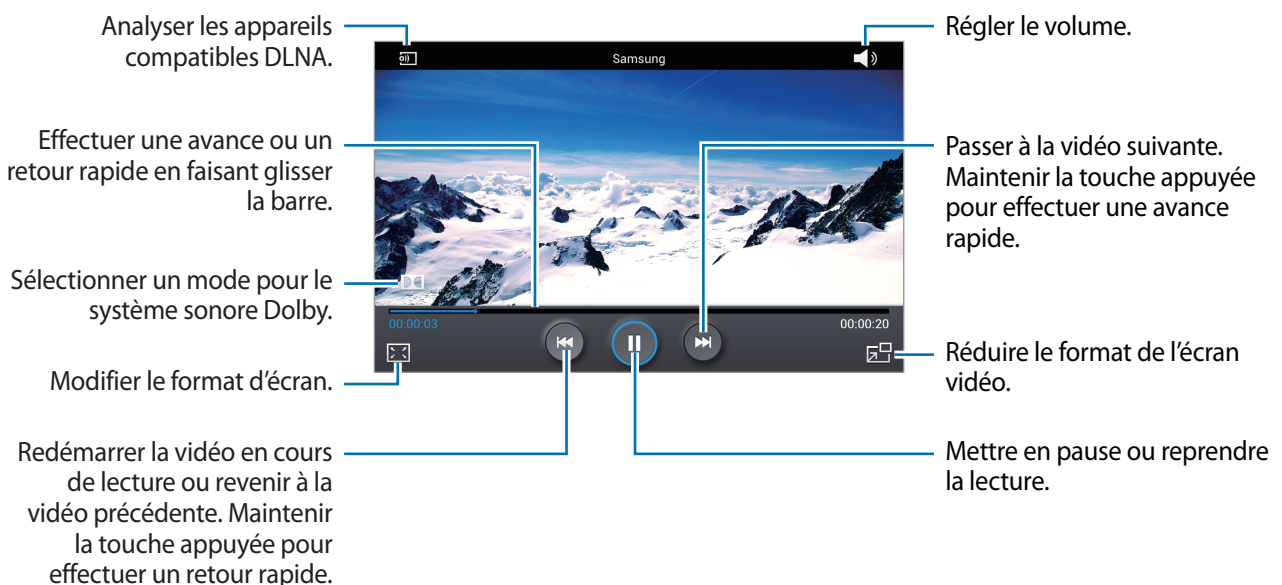 Analyser les appareils
compatibles DLNA.
Effectuer une avance ou un
retour rapide en faisant glisser
la barre.
Sélectionner un mode pour le
système sonore Dolby.
Modifier le format d'écran.
Redémarrer la vidéo en cours
de lecture ou revenir à la
vidéo précédente. Maintenir
la touche appuyée pour
effectuer un retour rapide.
Samsung
00:00:03
00:00:20
Régler le volume.
Passer à la vidéo suivante.
Maintenir la touche appuyée
pour effectuer une avance
rapide.
Réduire le format de l'écran
vidéo.
Mettre en pause ou reprendre
la lecture.